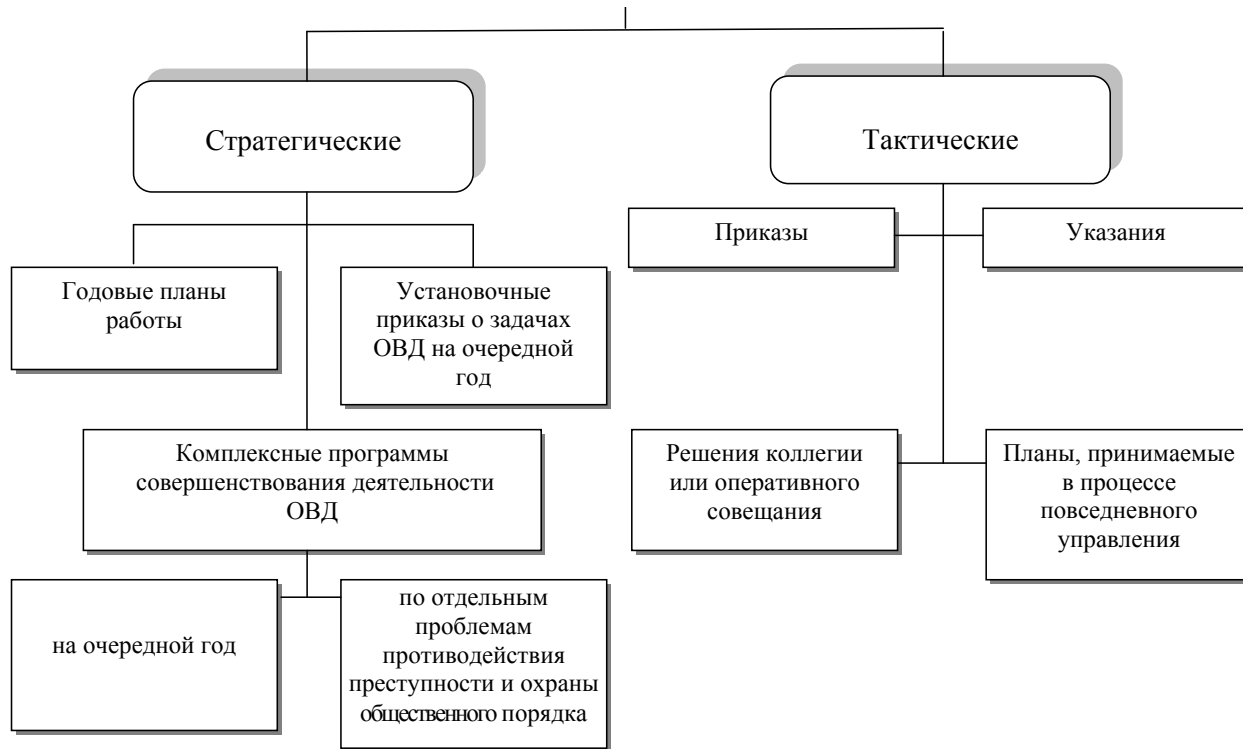 Стратегические
Тактические
Приказы
Указания
Годовые планы
работы
Установочные
приказы о задачах
ОВД на очередной
год
Комплексные программы
совершенствования деятельности
ОВД
Решения коллегии
или оперативного
совещания
Планы, принимаемые
в процессе
повседневного
управления
на очередной год
по отдельным
проблемам
противодействия
преступности и охраны
общественного порядка